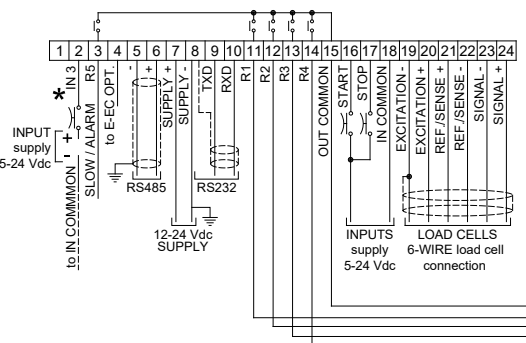 1 2 3 4 5 6 7 8 9 10 11 12 13 14 15 16 17 18 19 20 21 22 23 24
*
IN 3
R5
SLOW / ALARM
to E-EC OPT.
-
+
SUPPLY +
SUPPLY -
TXD
RXD
R1
R2
R3
R4
OUT COMMON
START
STOP
IN COMMON
EXCITATION -
EXCITATION +
REF./SENSE +
REF./SENSE -
SIGNAL -
SIGNAL +
INPUT
supply
5-24 Vdc
+
-
to IN COMMMON
RS485
RS232
12-24 Vdc
SUPPLY
INPUTS
supply
5-24 Vdc
LOAD CELLS
6-WIRE load cell
connection